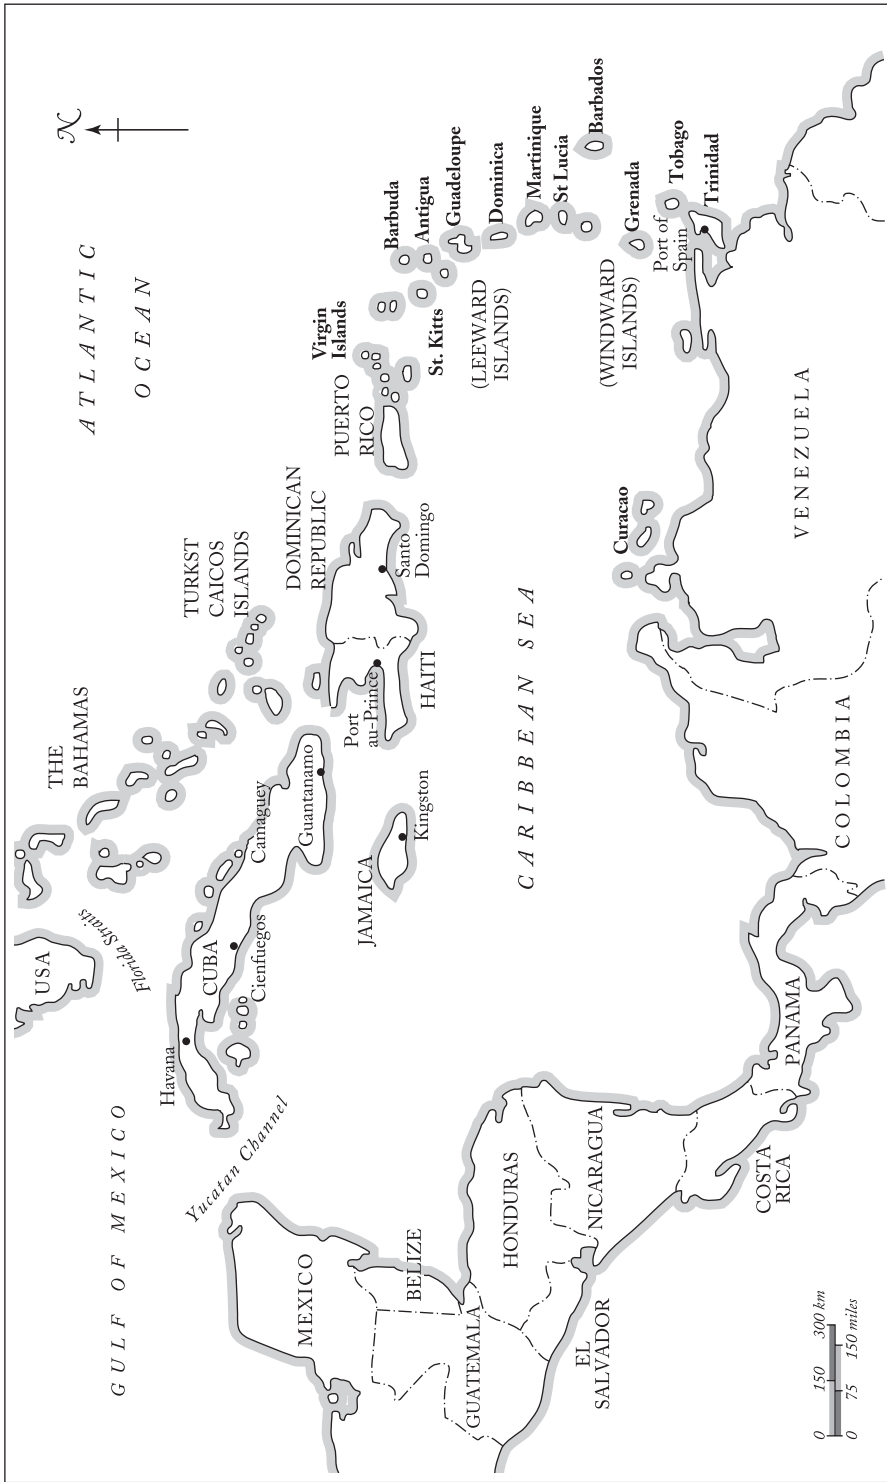 N
ATLANTIC
OCEAN
GULF OF MEXICO
USA
Florida Straits
THE
BAHAMAS
TURKST
CAICOS
ISLANDS
Havana
CUBA
Cienfuegos
Camaguey
Guantanamo
Yucatan Channel
JAMAICA
Kingston
Port
au-Prince
HAITI
DOMINICAN
REPUBLIC
Santo
Domingo
PUERTO
RICO
Virgin
Islands
St. Kitts
Barbuda
Antigua
Guadeloupe
(LEEWARD
ISLANDS)
Dominica
Martinique
St Lucia
Barbados
(WINDWARD
ISLANDS)
Grenada
Tobago
Trinidad
Port of
Spain
CARIBBEAN SEA
Curacao
VENEZUELA
COLOMBIA
PANAMA
COSTA
RICA
NICARAGUA
HONDURAS
EL
SALVADOR
GUATEMALA
BELIZE
MEXICO
0 150 300 km
0 75 150 miles